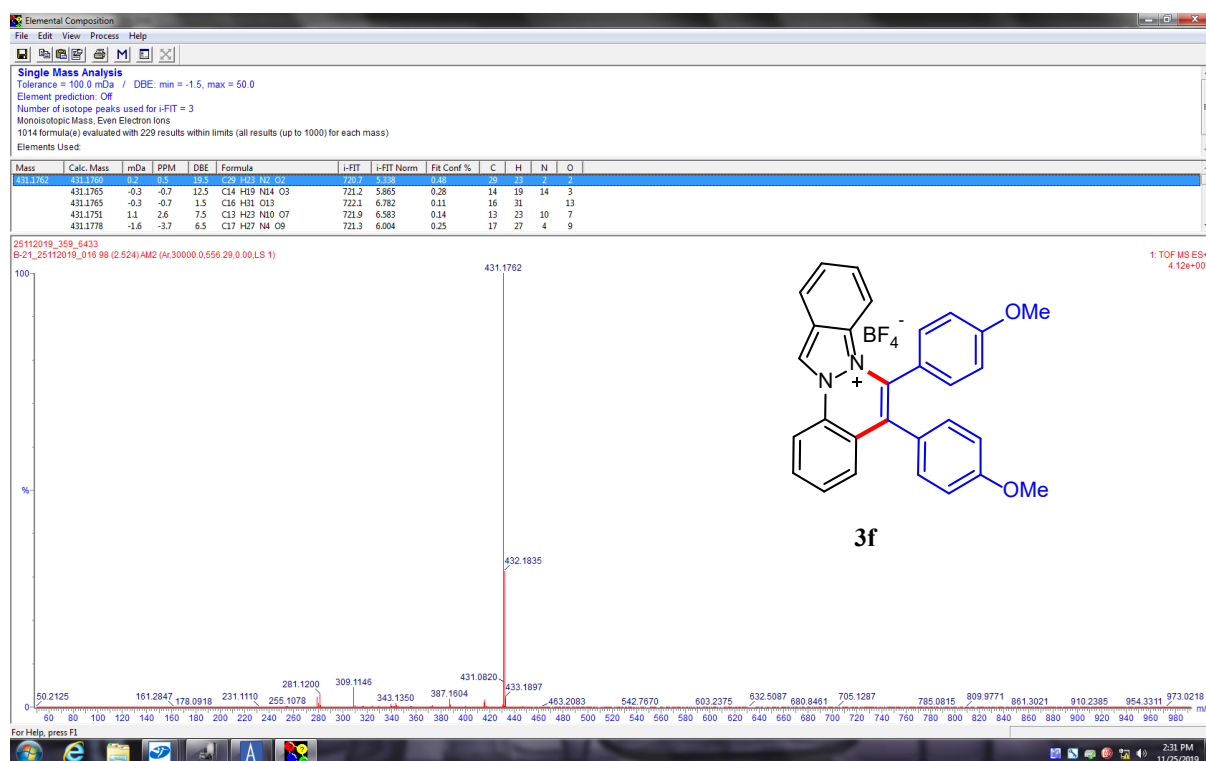 Elemental Composition
File Edit View Process Help
Single Mass Analysis
Tolerance = 100.0 mDa / DBE: min = -1.5, max = 50.0
Element prediction: Off
Number of isotope peaks used for i-FIT = 3
Monoisotopic Mass, Even Electron Ions
1014 formula(e) evaluated with 229 results within limits (all results (up to 1000) for each mass)
Elements Used:
Mass Calc. Mass mDa PPM DBE Formula i-FIT i-FIT Norm Fit Conf % C H N O
431.1762 431.1760 0.2 0.5 19.5 C29 H23 N2 O2 720.7 5.338 0.48 29 23 2 2
431.1765 -0.3 -0.7 12.5 C14 H19 N14 O3 721.2 5.865 0.28 14 19 14 3
431.1765 -0.3 -0.7 1.5 C16 H31 O13 722.1 6.782 0.11 16 31 13
431.1751 1.1 2.6 7.5 C13 H23 N10 O7 721.9 6.583 0.14 13 23 10 7
431.1778 -1.6 -3.7 6.5 C17 H27 N4 O9 721.3 6.004 0.25 17 27 4 9
25112019_359_6433
B-21_25112019_016 98 (2.524) AM2 (Ar,30000.0,556.29,0.00,LS 1)
1: TOF MS ES+
4.12e+00
100
431.1762
OMe
BF4 -
N
N +
OMe
3f
%
432.1835
431.0820
433.1897
50.2125 161.2847 178.0918 231.1110 255.1078 281.1200 309.1146 343.1350 387.1604 463.2083 542.7670 603.2375 632.5087 680.8461 705.1287 785.0815 809.9771 861.3021 910.2385 954.3311 973.0218
0
m/
60 80 100 120 140 160 180 200 220 240 260 280 300 320 340 360 380 400 420 440 460 480 500 520 540 560 580 600 620 640 660 680 700 720 740 760 780 800 820 840 860 880 900 920 940 960 980
For Help, press F1
2:31 PM
11/25/2019